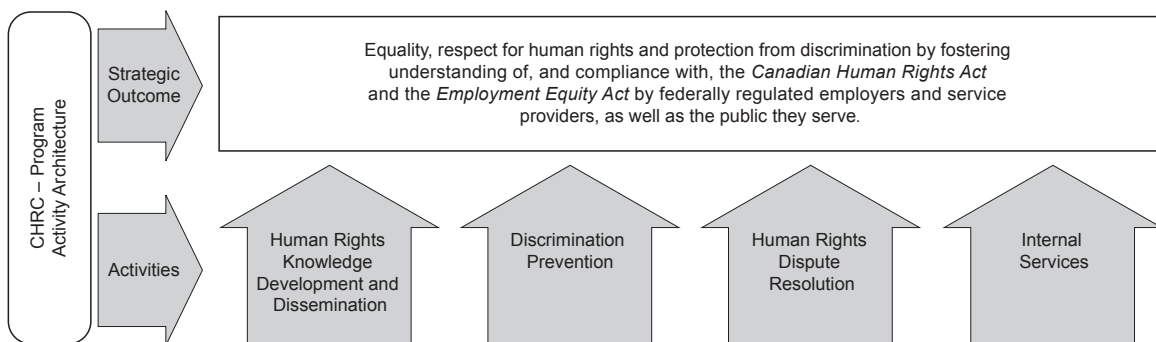 CHRC – Program
Activity Architecture
Strategic
Outcome
Equality, respect for human rights and protection from discrimination by fostering
understanding of, and compliance with, the Canadian Human Rights Act
and the Employment Equity Act by federally regulated employers and service
providers, as well as the public they serve.
Activities
Human Rights
Knowledge
Development and
Dissemination
Discrimination
Prevention
Human Rights
Dispute
Resolution
Internal
Services